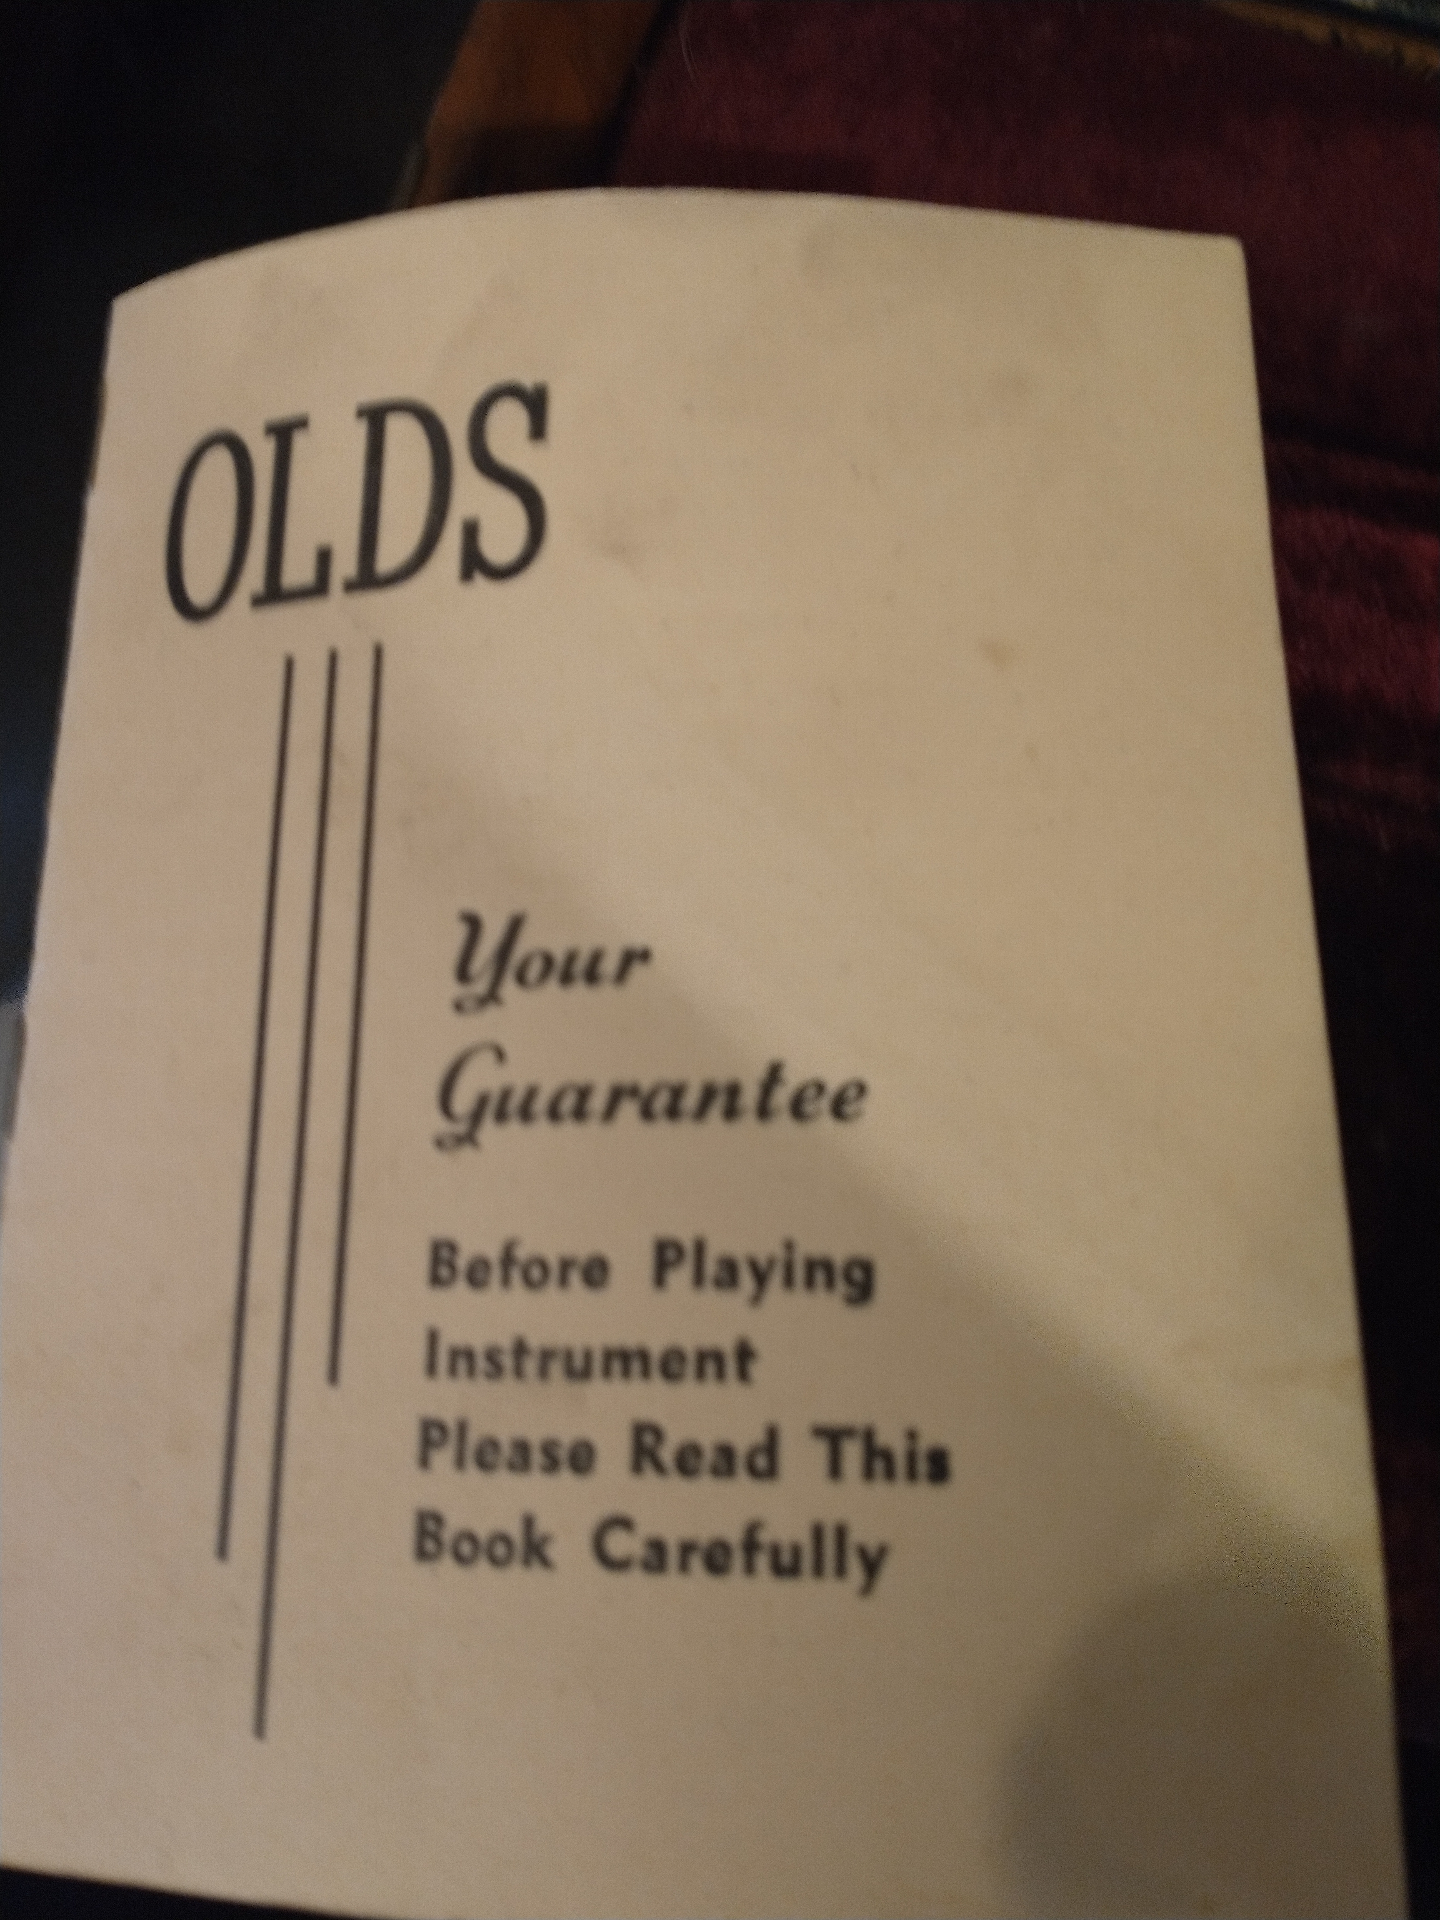 OLDS
Your
Guarantee
Before Playing
Instrument
Please Read This
Book Carefully